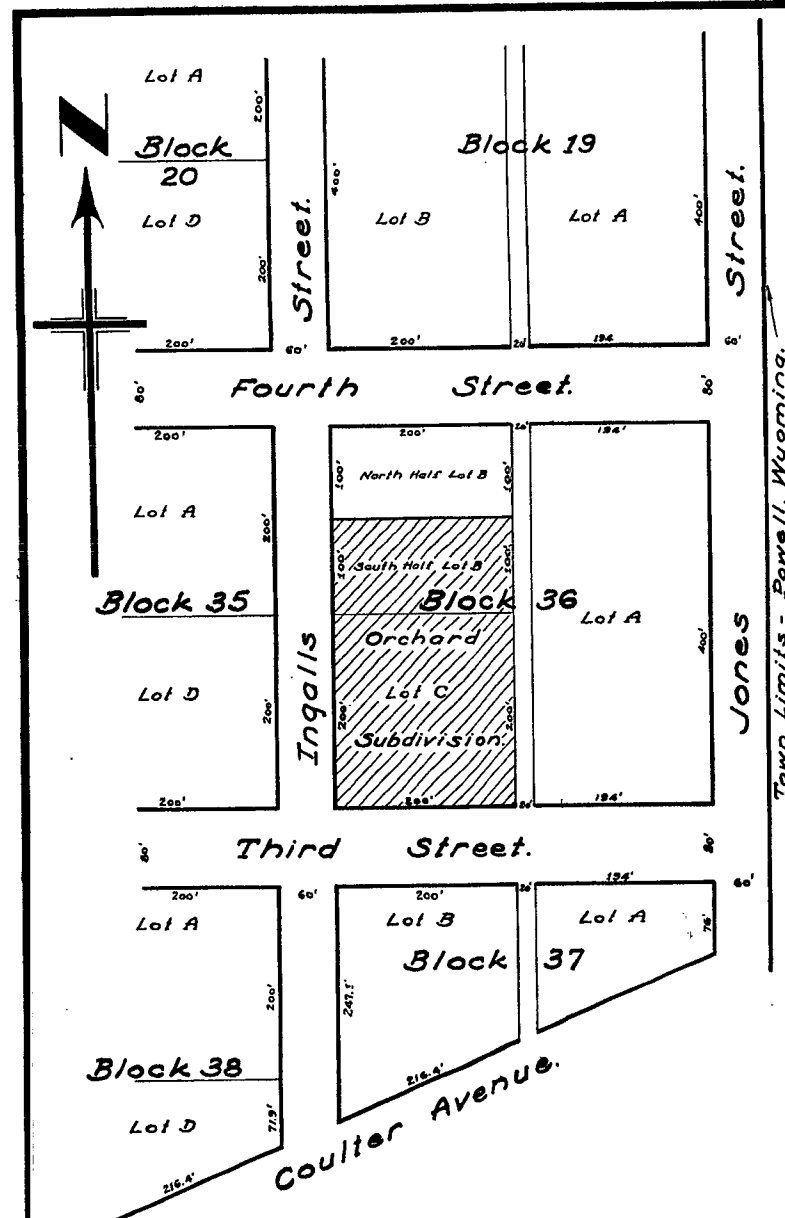 N
Lot A
200'
Block
20
Lot D
200'
200'
60'
Street.
400'
Block 19
Lot B
Lot A
400'
200'
20'
194
60'
Street.
80'
Fourth Street.
80'
200'
Lot A
200'
Block 35
Lot D
200'
200'
Ingalls
200'
20'
194'
100'
North Half Lot B
100'
100'
South Half Lot B
100'
Block 36
Orchard
Lot C
200'
200'
Subdivision.
200'
20'
Lot A
400'
194'
Jones
Town Limits - Powell, Wyoming.
80'
Third Street.
80'
200'
60'
200'
20'
194'
60'
Lot A
200'
Block 38
Lot D
77.9'
216.4'
Lot B
Lot A
76'
Block 37
247.1'
216.4'
Coulter Avenue.